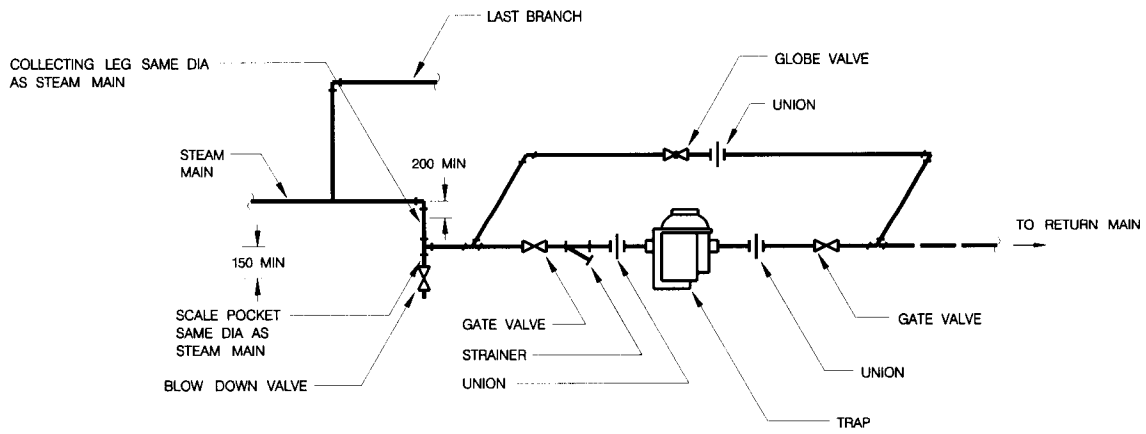 LAST BRANCH
COLLECTING LEG SAME DIA
AS STEAM MAIN
GLOBE VALVE
UNION
STEAM
MAIN
200 MIN
TO RETURN MAIN
150 MIN
SCALE POCKET
SAME DIA AS
STEAM MAIN
GATE VALVE
GATE VALVE
STRAINER
BLOW DOWN VALVE
UNION
UNION
TRAP